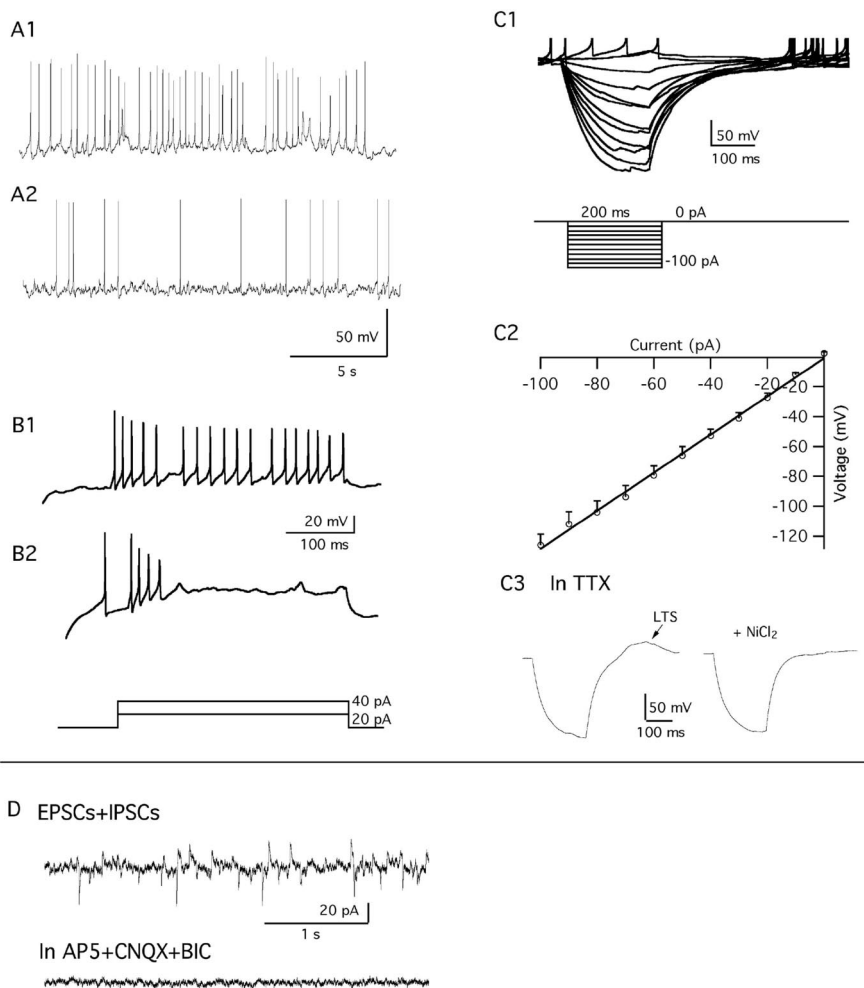 A1
A2
50 mV
5 s
B1
20 mV
100 ms
B2
40 pA
20 pA
C1
50 mV
100 ms
200 ms 0 pA
-100 pA
C2
Current (pA)
-100 -80 -60 -40 -20
-20
-40
-60
-80
-100
-120
Voltage (mV)
C3 In TTX
LTS
+ NiCl₂
50 mV
100 ms
D EPSCs+IPSCs
20 pA
1 s
In AP5+CNQX+BIC